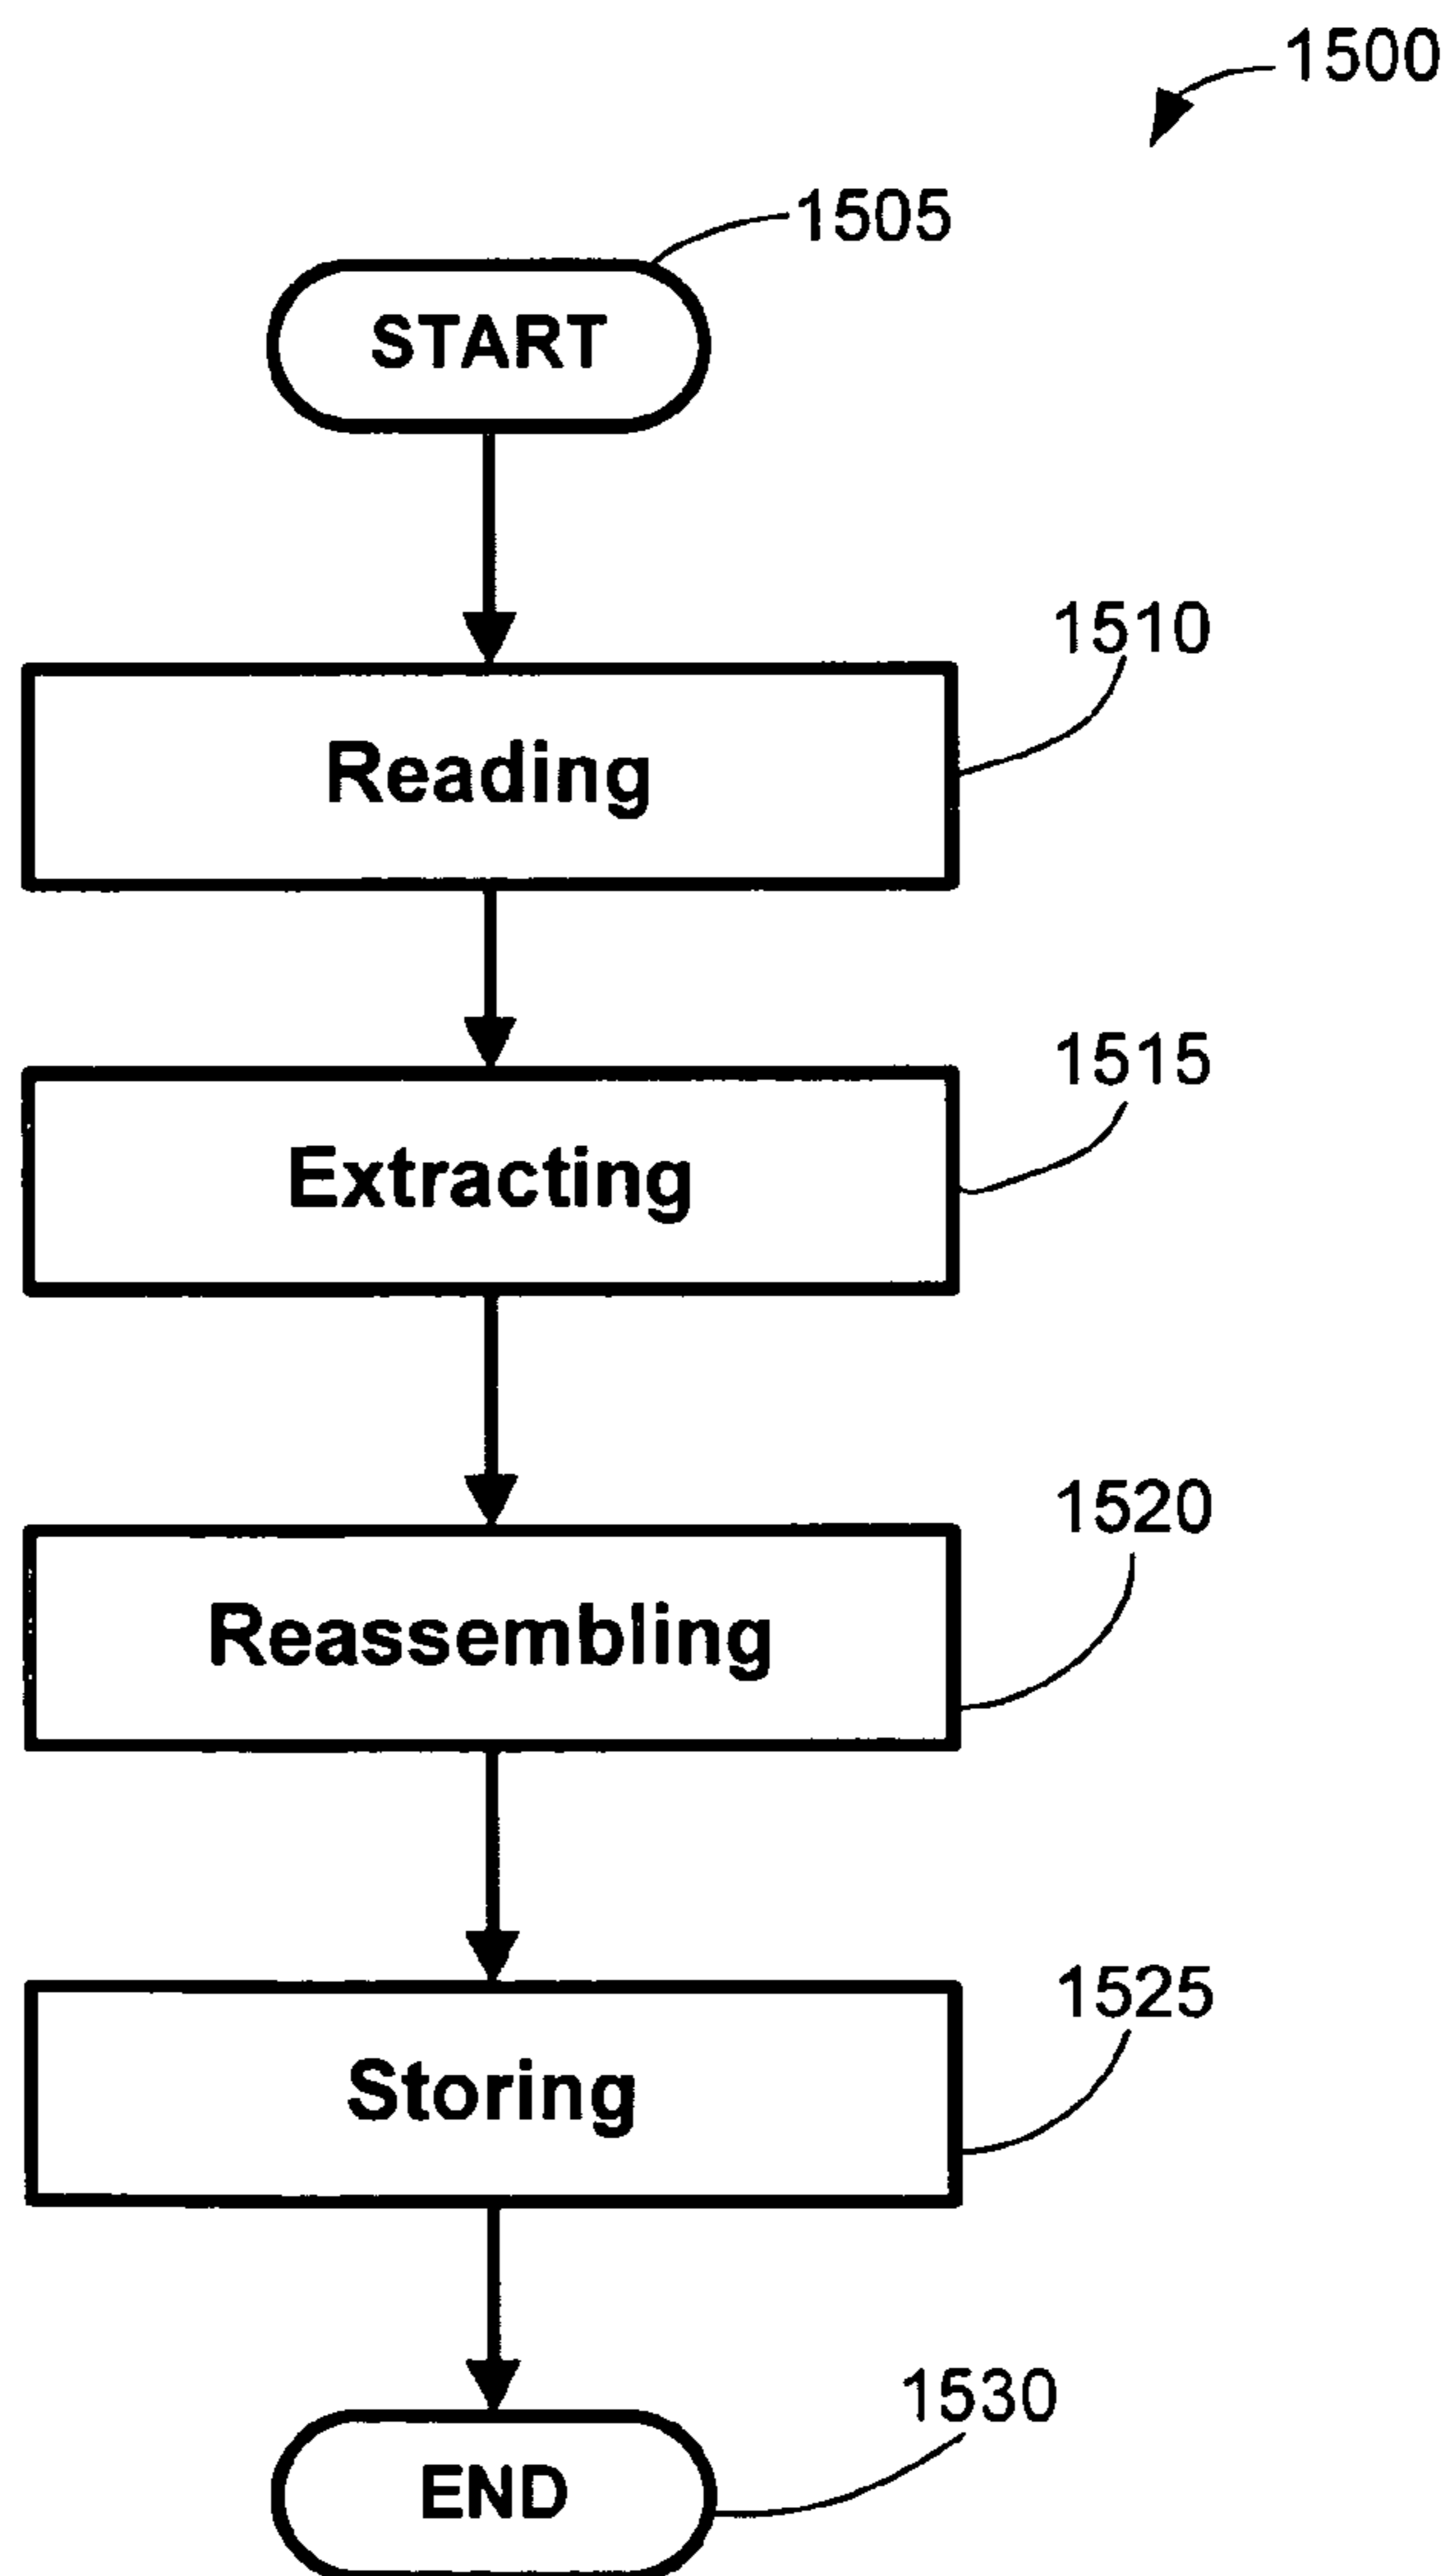 1500
1505
START
1510
Reading
1515
Extracting
1520
Reassembling
1525
Storing
1530
END